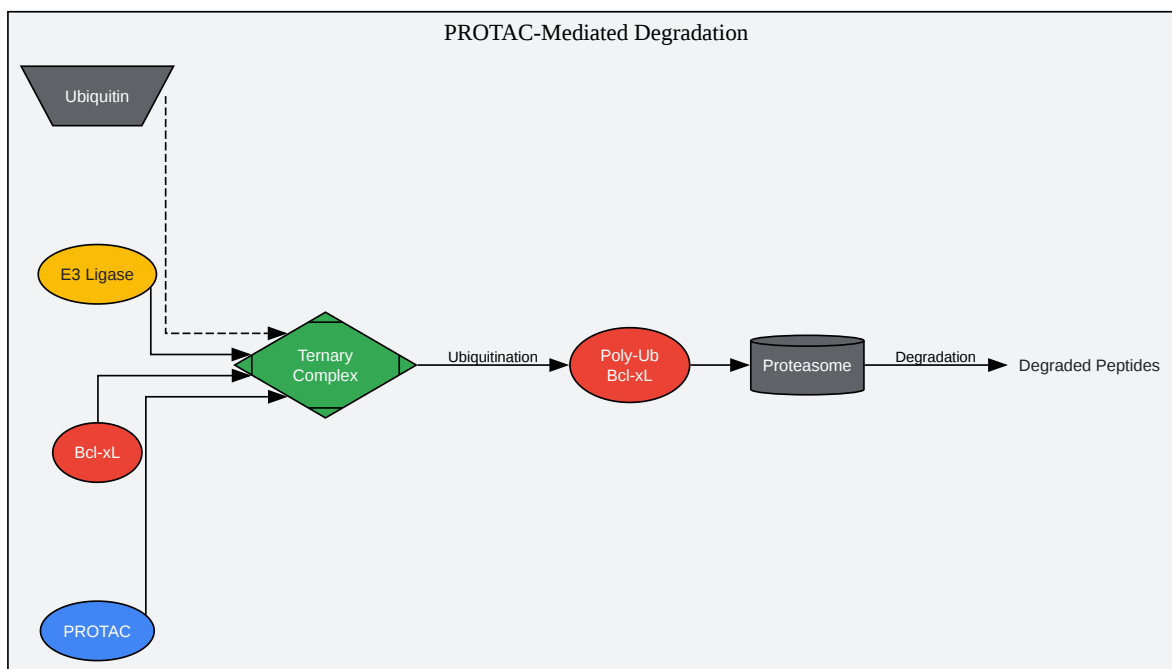 PROTAC-Mediated Degradation
Ubiquitin
E3 Ligase
Ternary
Complex
Ubiquitination
Poly-Ub
Bcl-xL
Proteasome
Degradation
Degraded Peptides
Bcl-xL
PROTAC